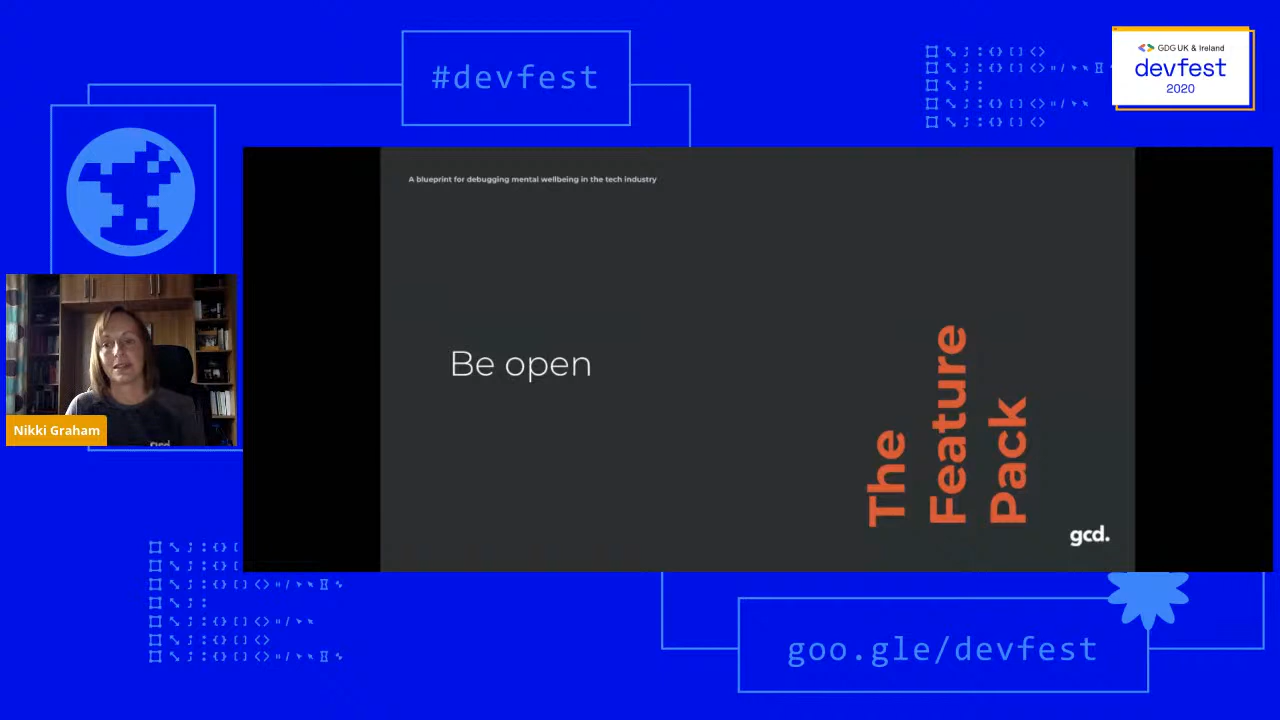 #devfest
GDG UK & Ireland
devfest
2020
A blueprint for debugging mental wellbeing in the tech industry
Be open
The
Feature
Pack
gcd.
Nikki Graham
goo.gle/devfest